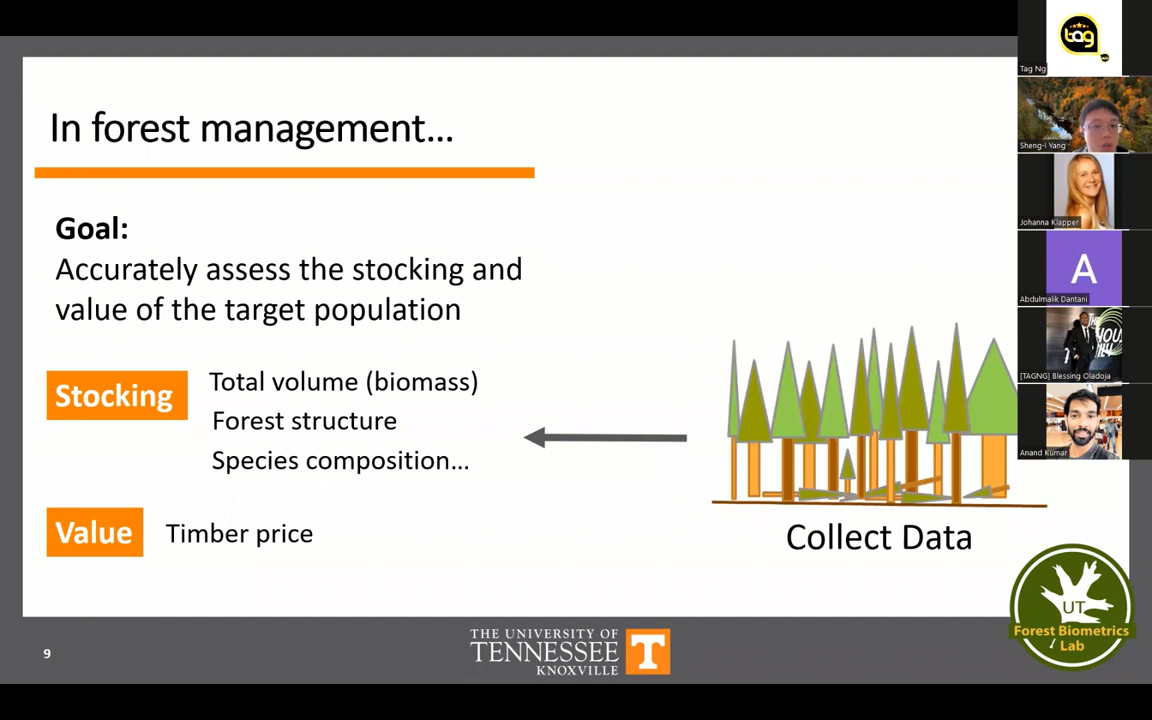 In forest management...
Goal:
Accurately assess the stocking and
value of the target population
Stocking
Total volume (biomass)
Forest structure
Species composition...
Value
Timber price
Collect Data
9
THE UNIVERSITY OF
TENNESSEE
KNOXVILLE
T
UT
Forest Biometrics
Lab
tag
Tag Ng
Sheng-I Yang
Johanna Klapper
A
Abdulmalik Dantani
[TAGNG] Blessing Oladoja
Anand Kumar